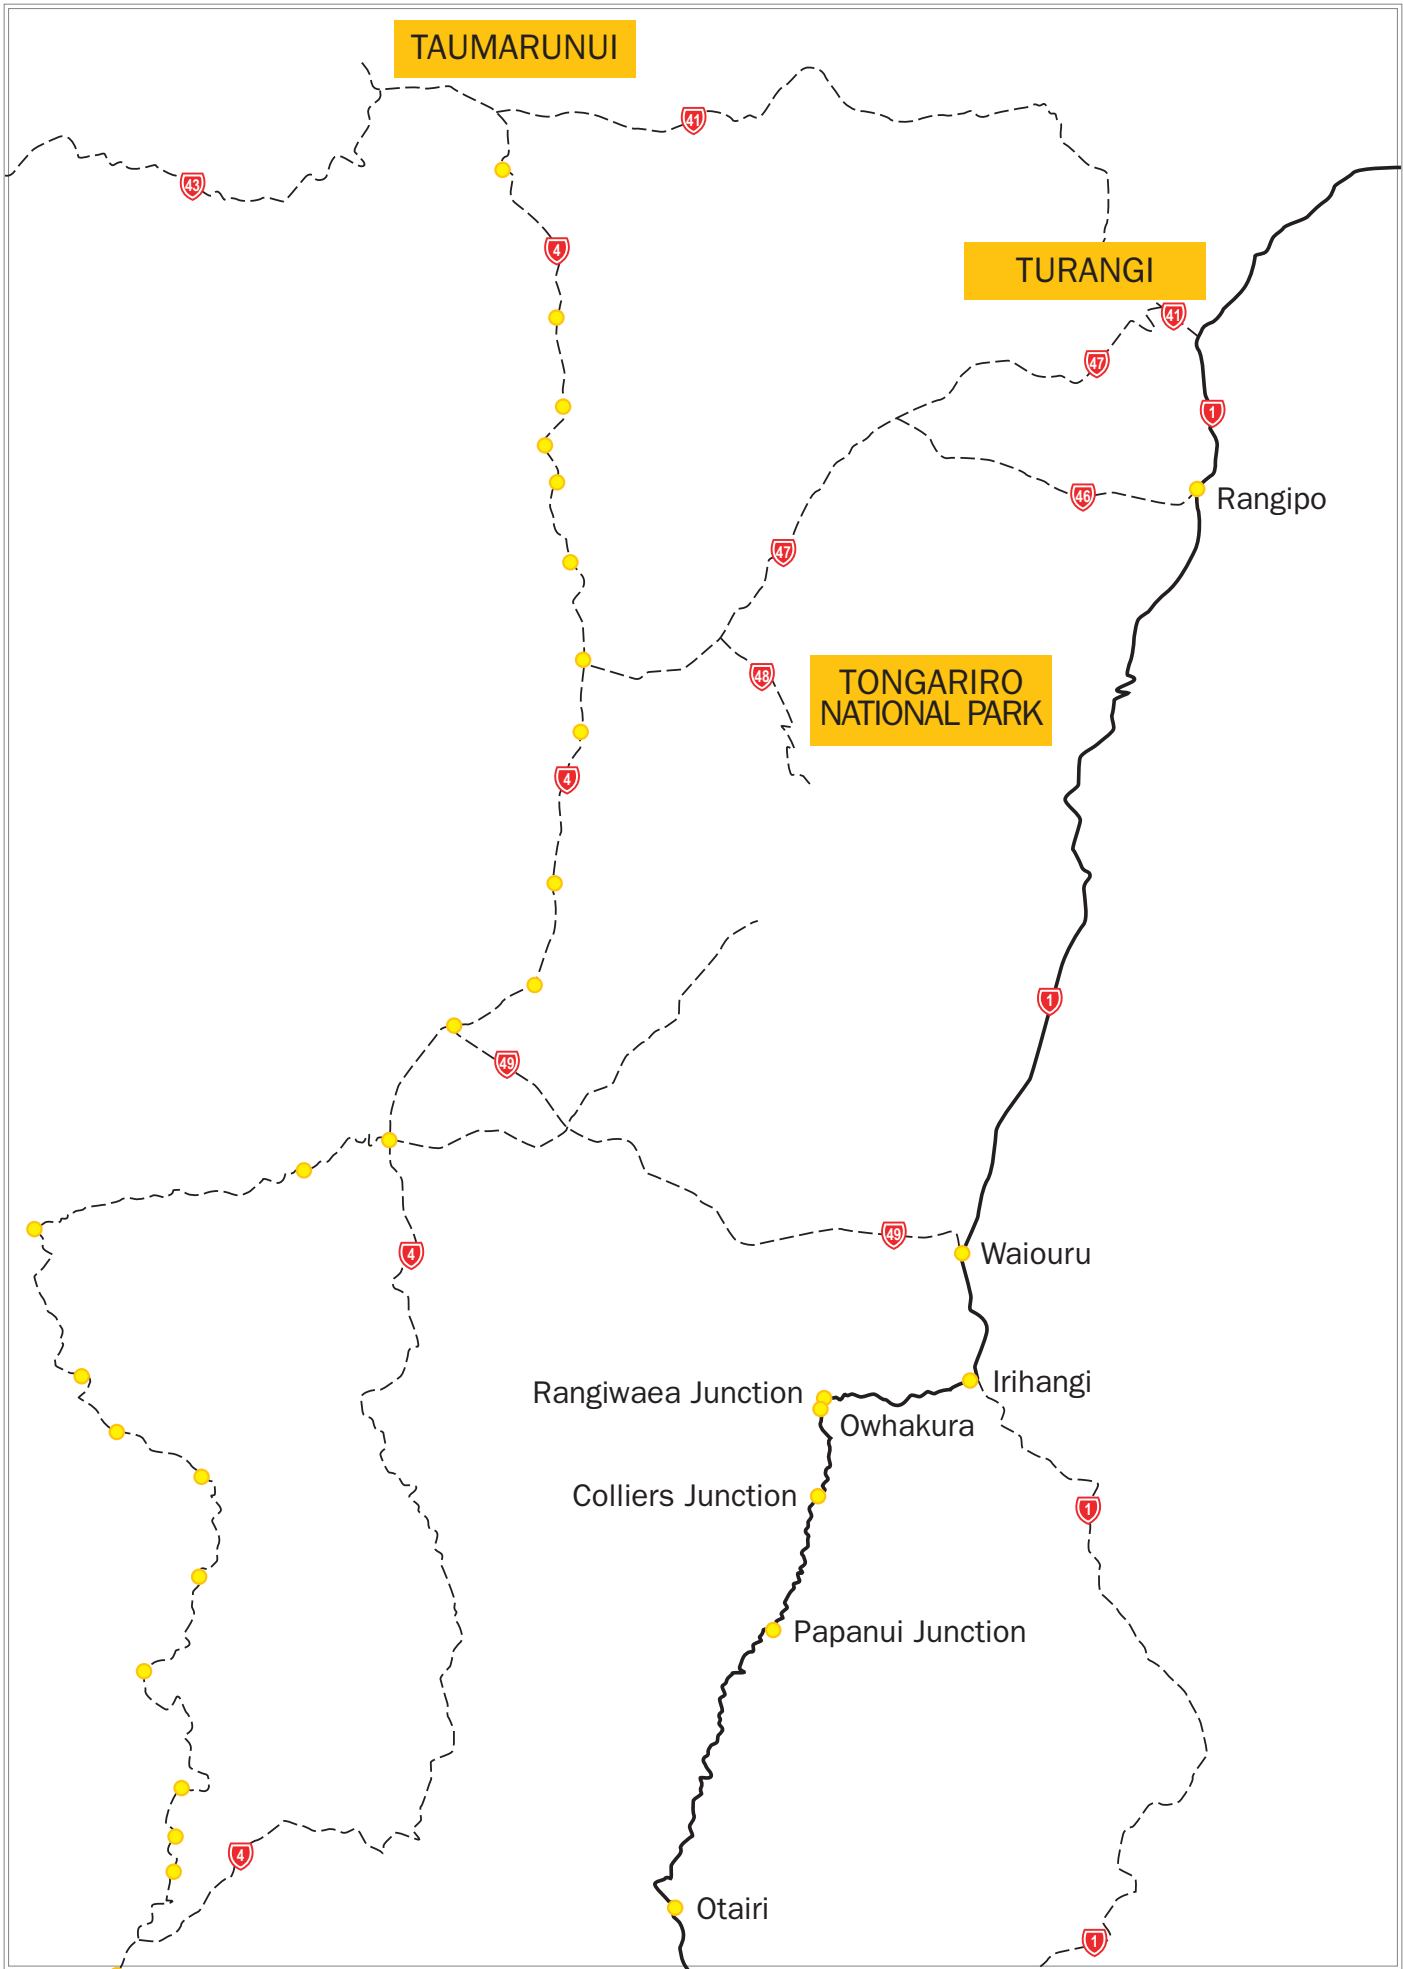 TAUMARUNUI
41
43
4
TURANGI
41
47
1
46
Rangipo
47
48
TONGARIRO
NATIONAL PARK
4
1
49
49
4
Waiouru
Irihangi
Rangiwaea Junction
Owhakura
Colliers Junction
1
Papanui Junction
4
Otairi
1